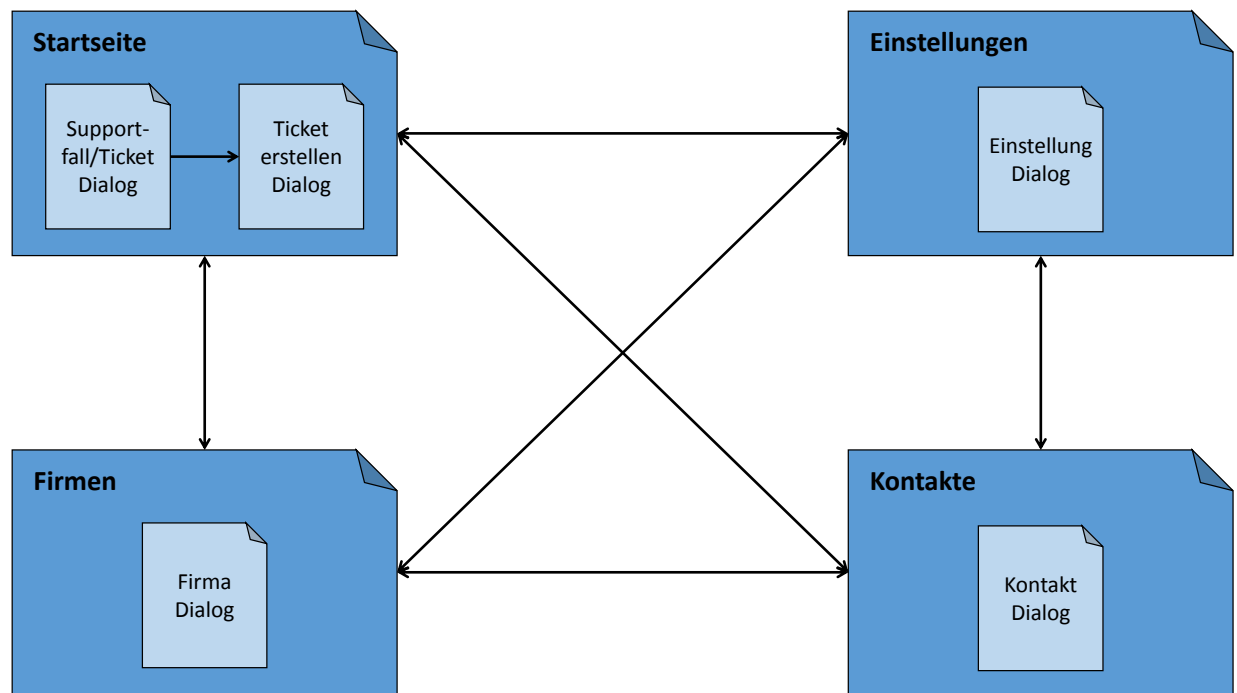 Startseite
Support-
fall/Ticket
Dialog
Ticket
erstellen
Dialog
Einstellungen
Einstellung
Dialog
Firmen
Firma
Dialog
Kontakte
Kontakt
Dialog